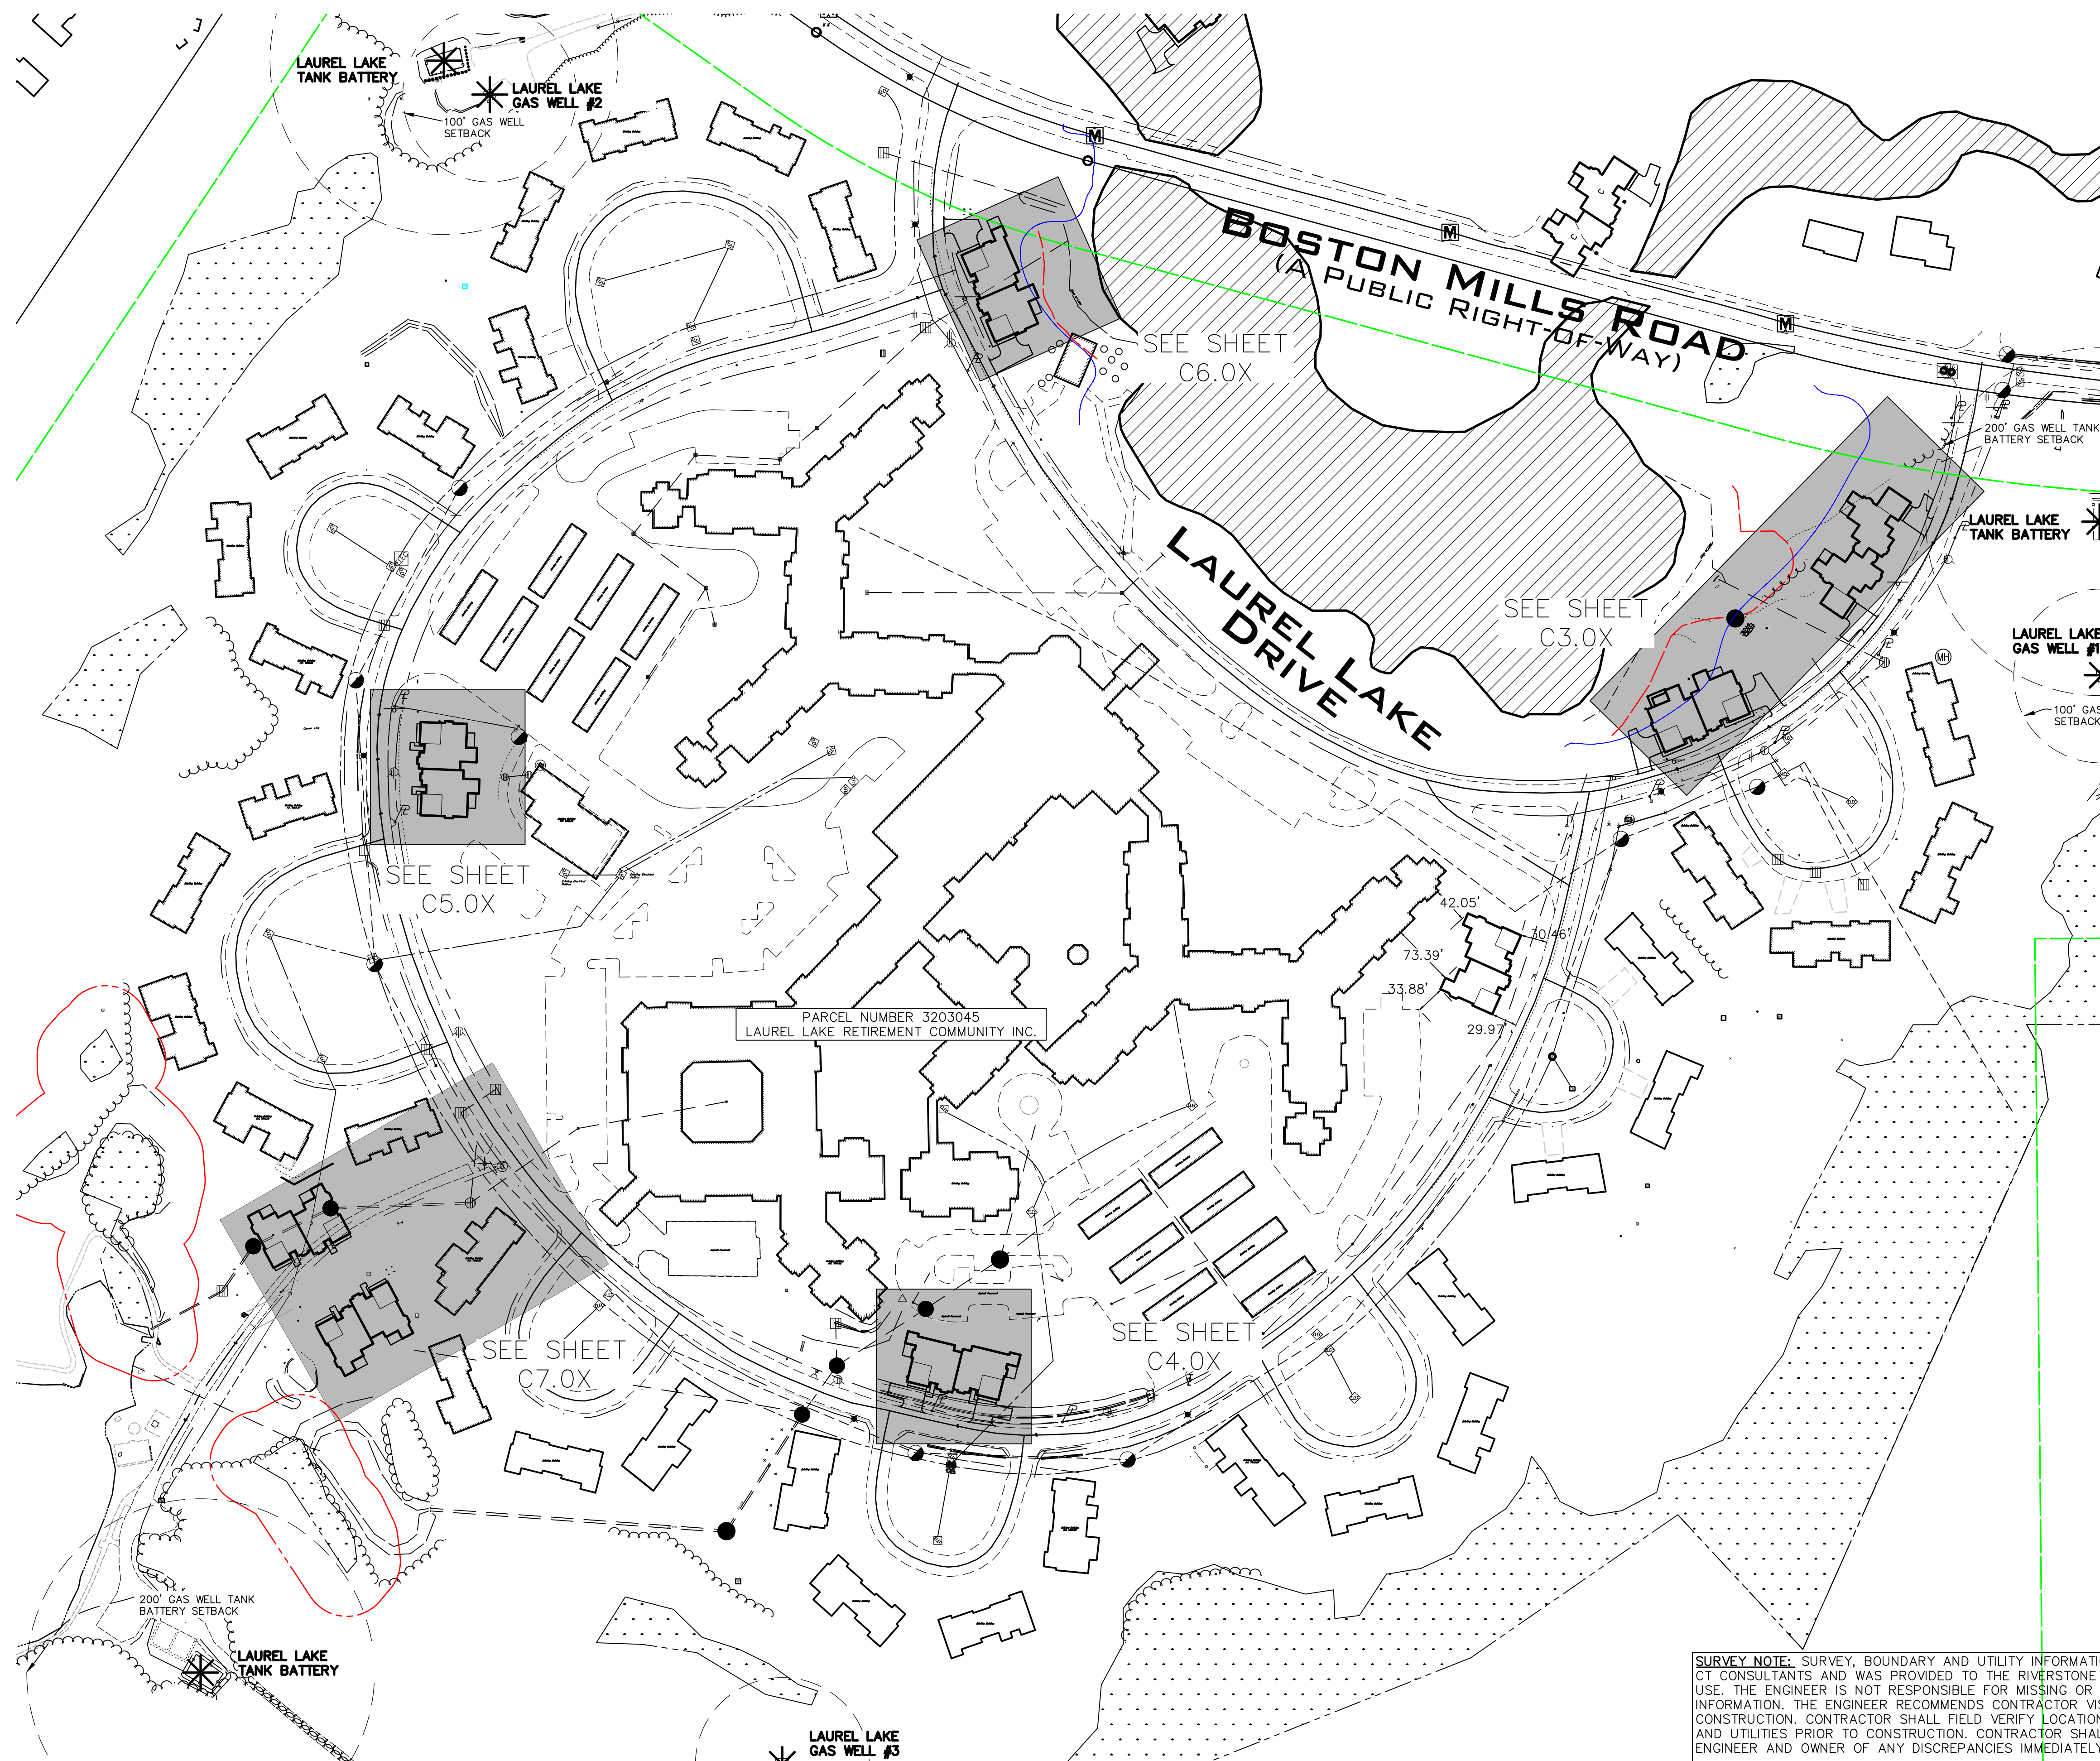 LAUREL LAKE
TANK BATTERY
LAUREL LAKE
GAS WELL #2
100' GAS WELL
SETBACK
M
M
M
BOSTON MILLS ROAD
(A PUBLIC RIGHT-OF-WAY)
SEE SHEET
C6.0X
200' GAS WELL TANK
BATTERY SETBACK
LAUREL LAKE
TANK BATTERY
LAUREL LAKE
DRIVE
SEE SHEET
C3.0X
LAUREL LAKE
GAS WELL #1
MH
100' GAS
SETBACK
SEE SHEET
C5.0X
42.05'
30.46'
73.39'
33.88'
29.97'
PARCEL NUMBER 3203045
LAUREL LAKE RETIREMENT COMMUNITY INC.
SEE SHEET
C7.0X
SEE SHEET
C4.0X
200' GAS WELL TANK
BATTERY SETBACK
LAUREL LAKE
TANK BATTERY
LAUREL LAKE
GAS WELL #3
SURVEY NOTE: SURVEY, BOUNDARY AND UTILITY
CT CONSULTANTS AND WAS PROVIDED TO THE RIVERSTONE
USE. THE ENGINEER IS NOT RESPONSIBLE FOR MISSING OR
INFORMATION. THE ENGINEER RECOMMENDS CONTRACTOR
CONSTRUCTION. CONTRACTOR SHALL FIELD VERIFY LOCATION
AND UTILITIES PRIOR TO CONSTRUCTION. CONTRACTOR
ENGINEER AND OWNER OF ANY DISCREPANCIES IMMEDIATELY